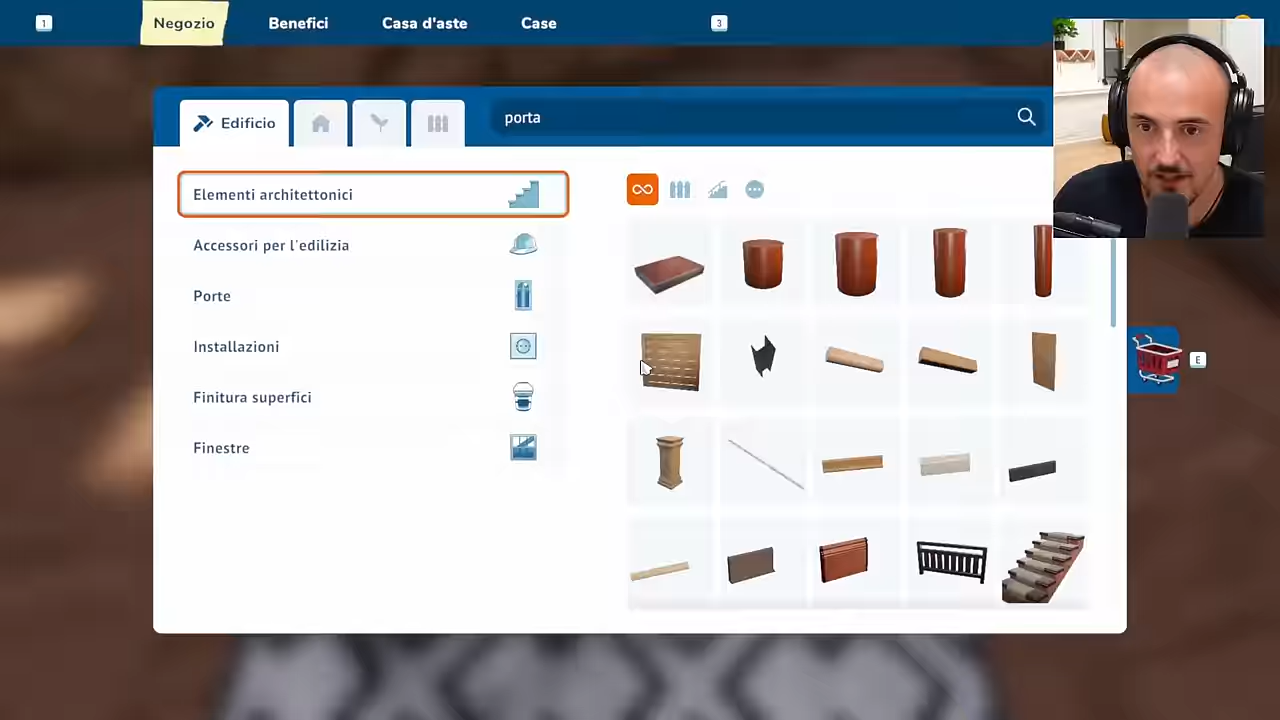 1
Negozio
Benefici
Casa d'aste
Case
3
Edificio
porta
Elementi architettonici
Accessori per l'edilizia
Porte
Installazioni
Finitura superfici
Finestre
E